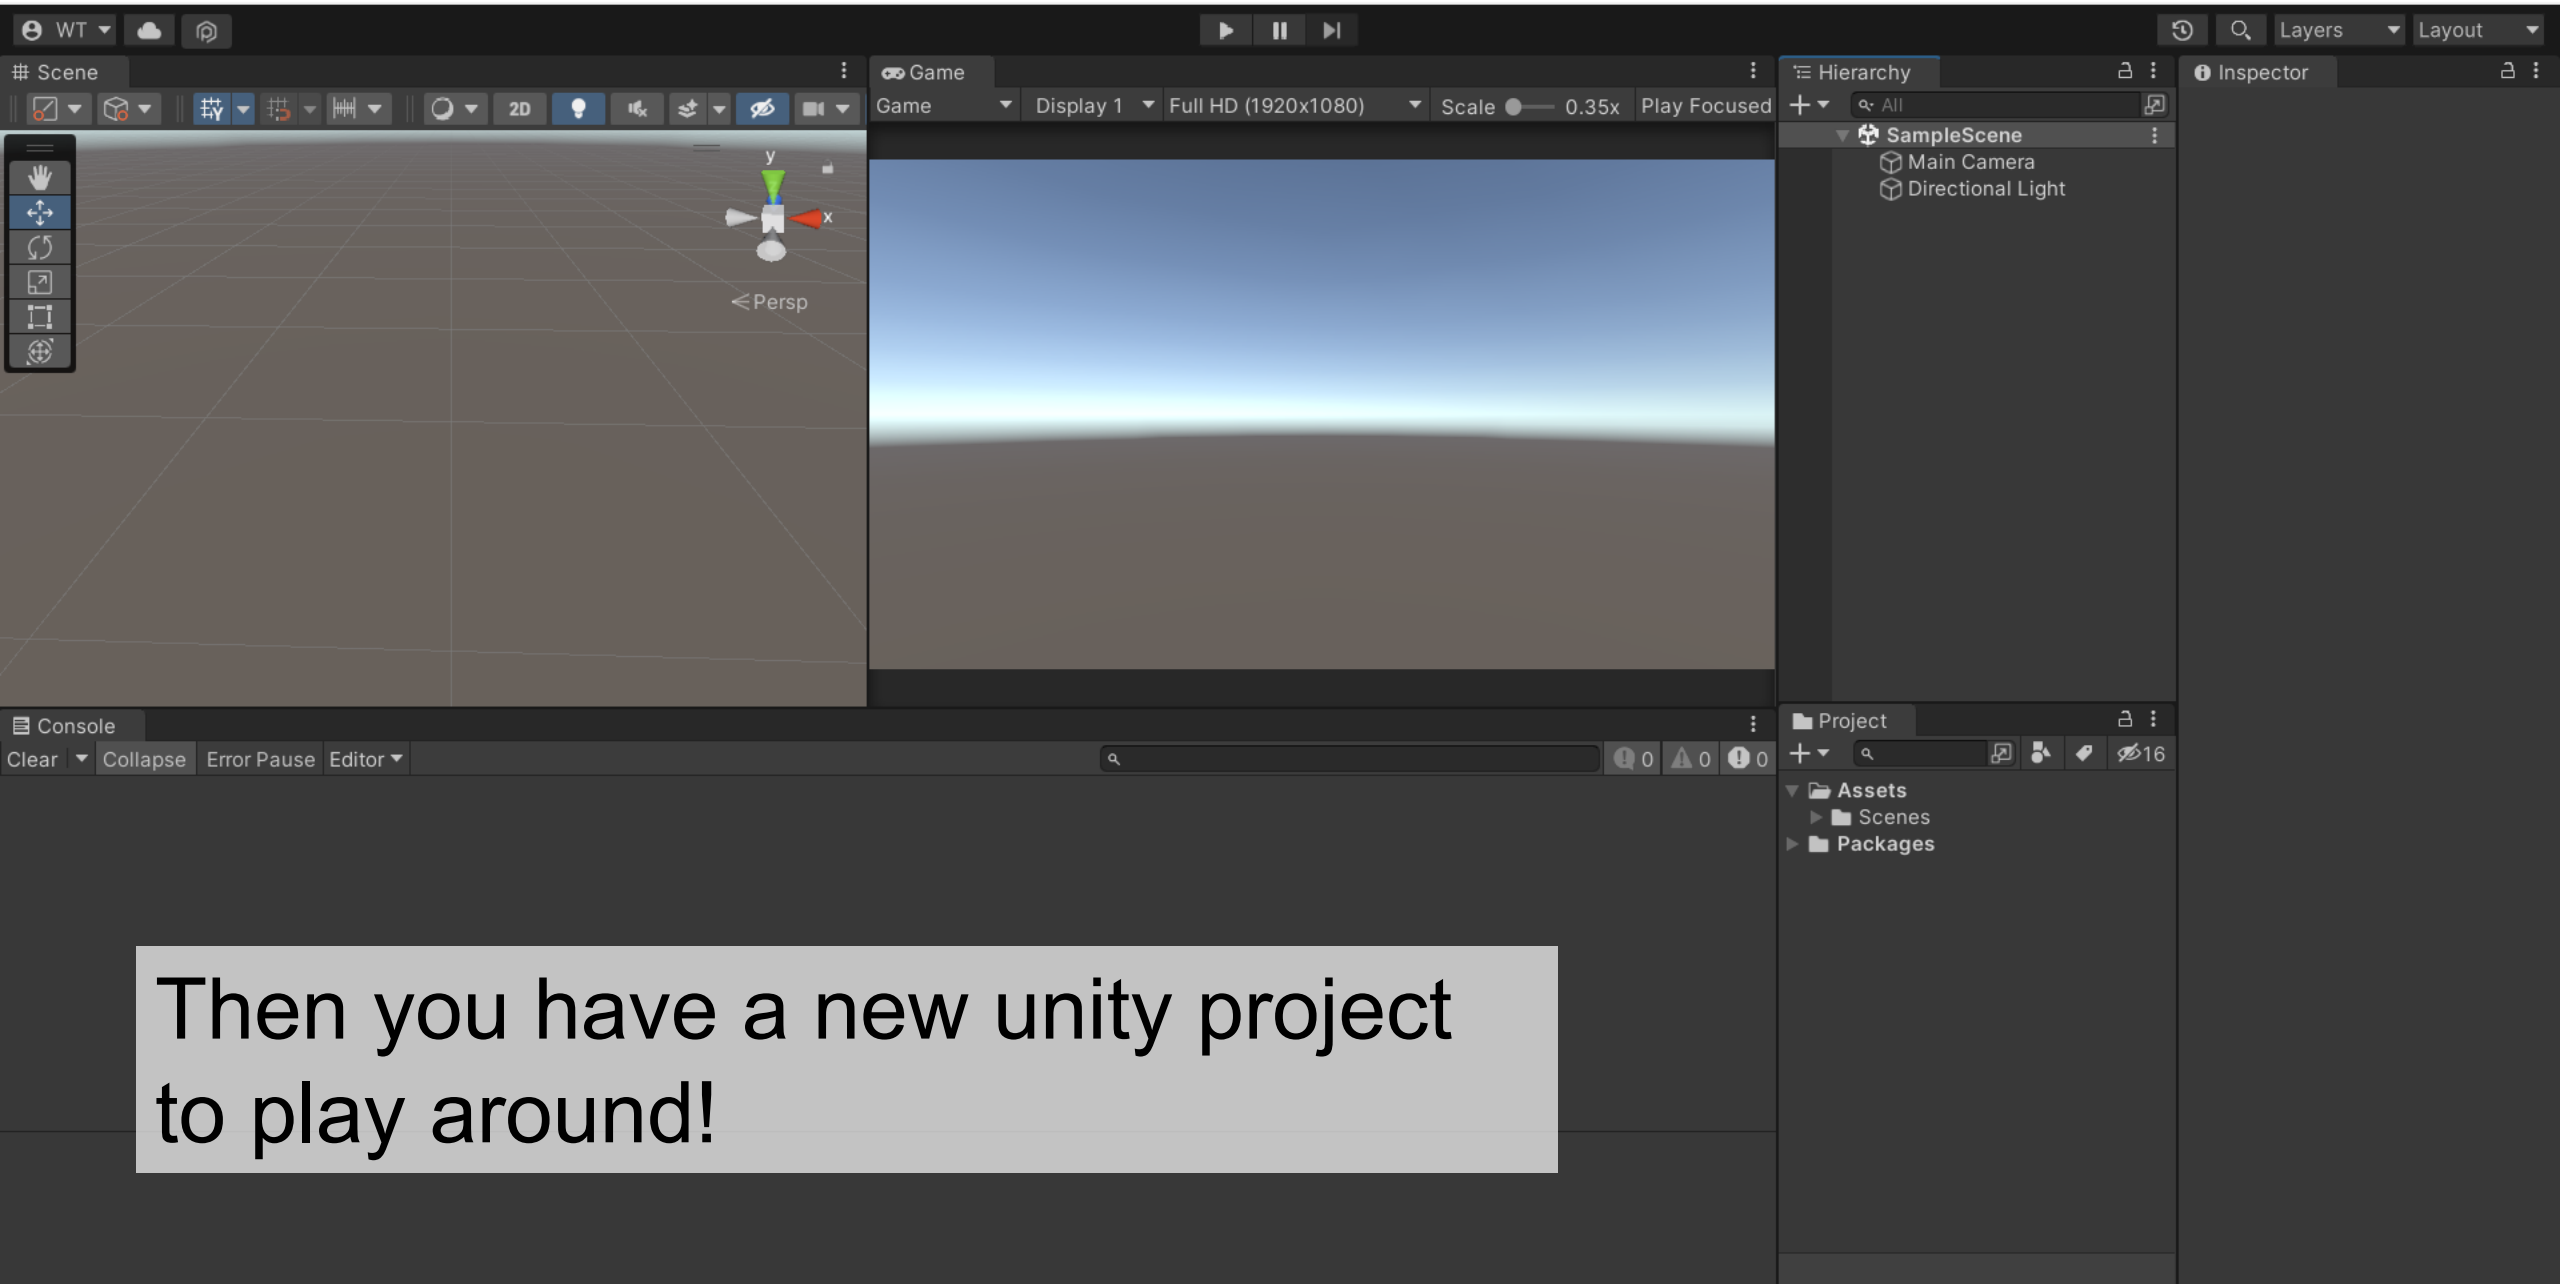 WT
Layers
Layout
Scene
2D
y
x
Persp
Game
Game
Display 1
Full HD (1920x1080)
Scale
0.35x
Play Focused
Hierarchy
All
SampleScene
Main Camera
Directional Light
Inspector
Console
Clear
Collapse
Error Pause
Editor
0
0
0
Project
16
Assets
Scenes
Packages
Then you have a new unity project
to play around!